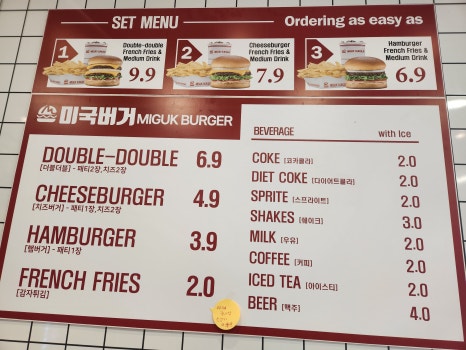 SET MENU
Ordering as easy as
1
Double-double
French Fries &
Medium Drink
9.9
2
Cheeseburger
French Fries &
Medium Drink
7.9
3
Hamburger
French Fries &
Medium Drink
6.9
미국버거 MIGUK BURGER
DOUBLE-DOUBLE 6.9
[더블더블] - 패티2장, 치즈2장
CHEESEBURGER 4.9
[치즈버거] - 패티1장, 치즈2장
HAMBURGER 3.9
[햄버거] - 패티1장
FRENCH FRIES 2.0
[감자튀김]
BEVERAGE with Ice
COKE [코카콜라] 2.0
DIET COKE [다이어트콜라] 2.0
SPRITE [스프라이트] 2.0
SHAKES [쉐이크] 3.0
MILK [우유] 2.0
COFFEE [커피] 2.0
ICED TEA [아이스티] 2.0
BEER [맥주] 4.0